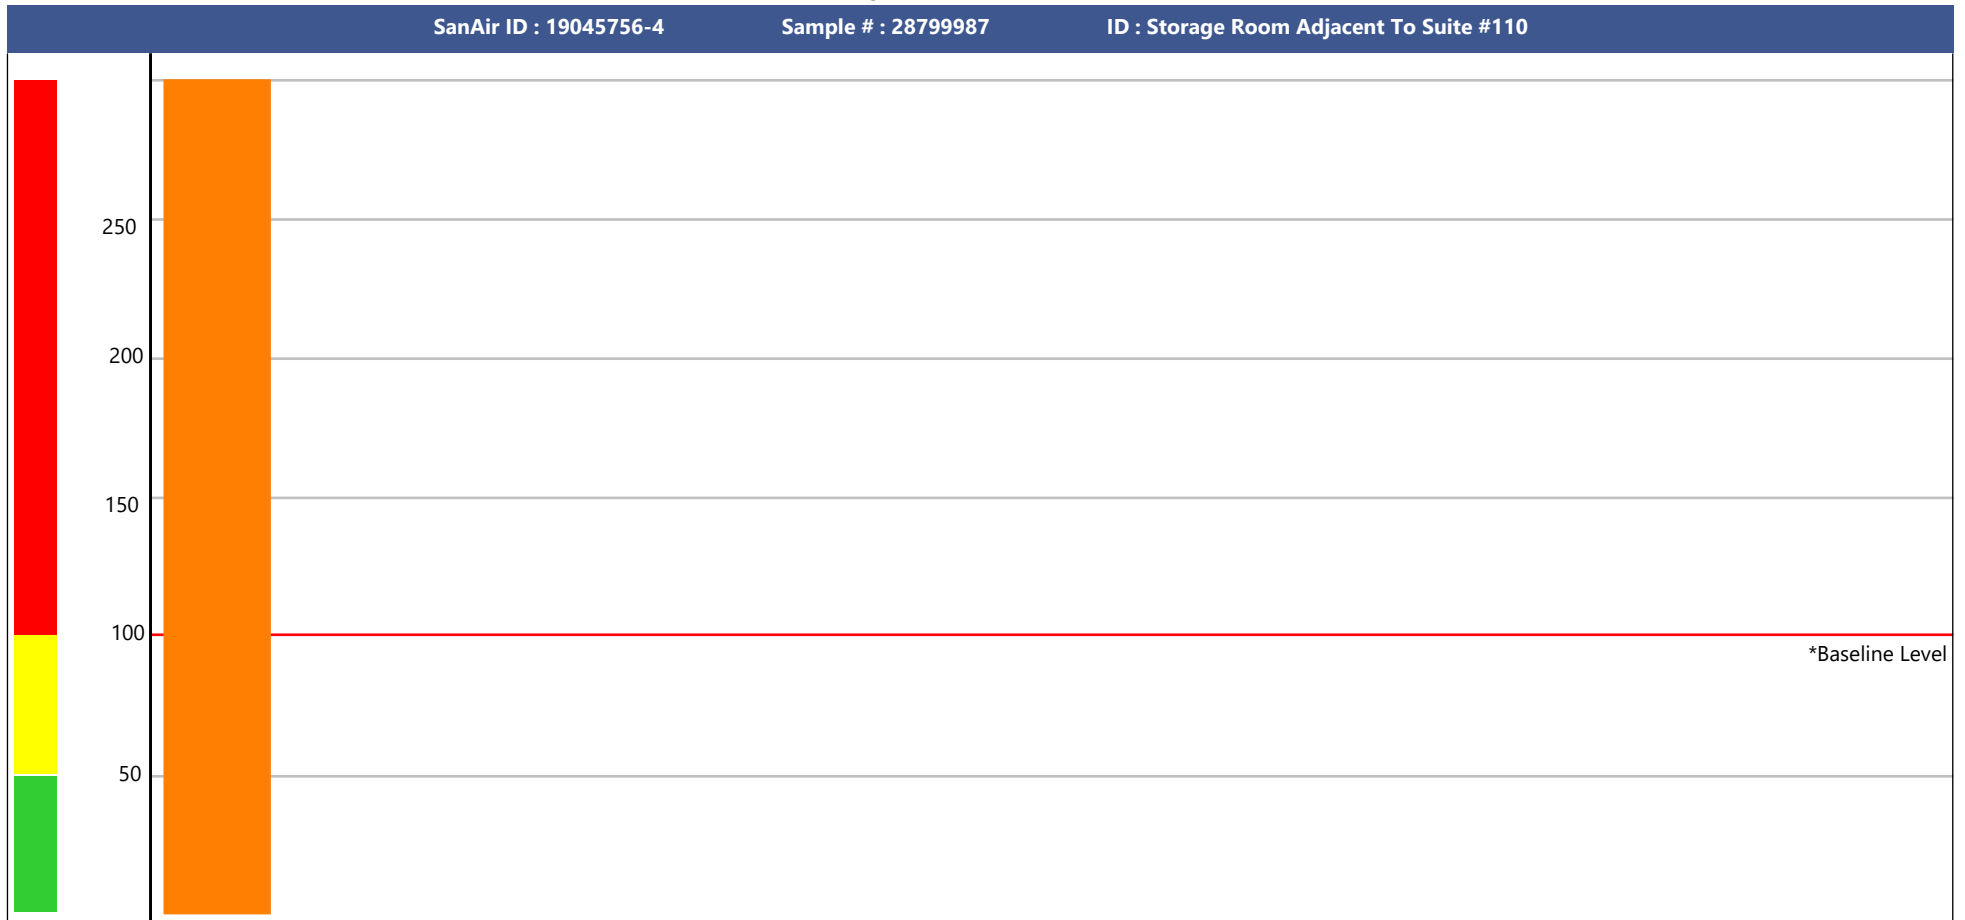 SanAir ID : 19045756-4 Sample # : 28799987 ID : Storage Room Adjacent To Suite #110
250
200
150
100
*Baseline Level
50